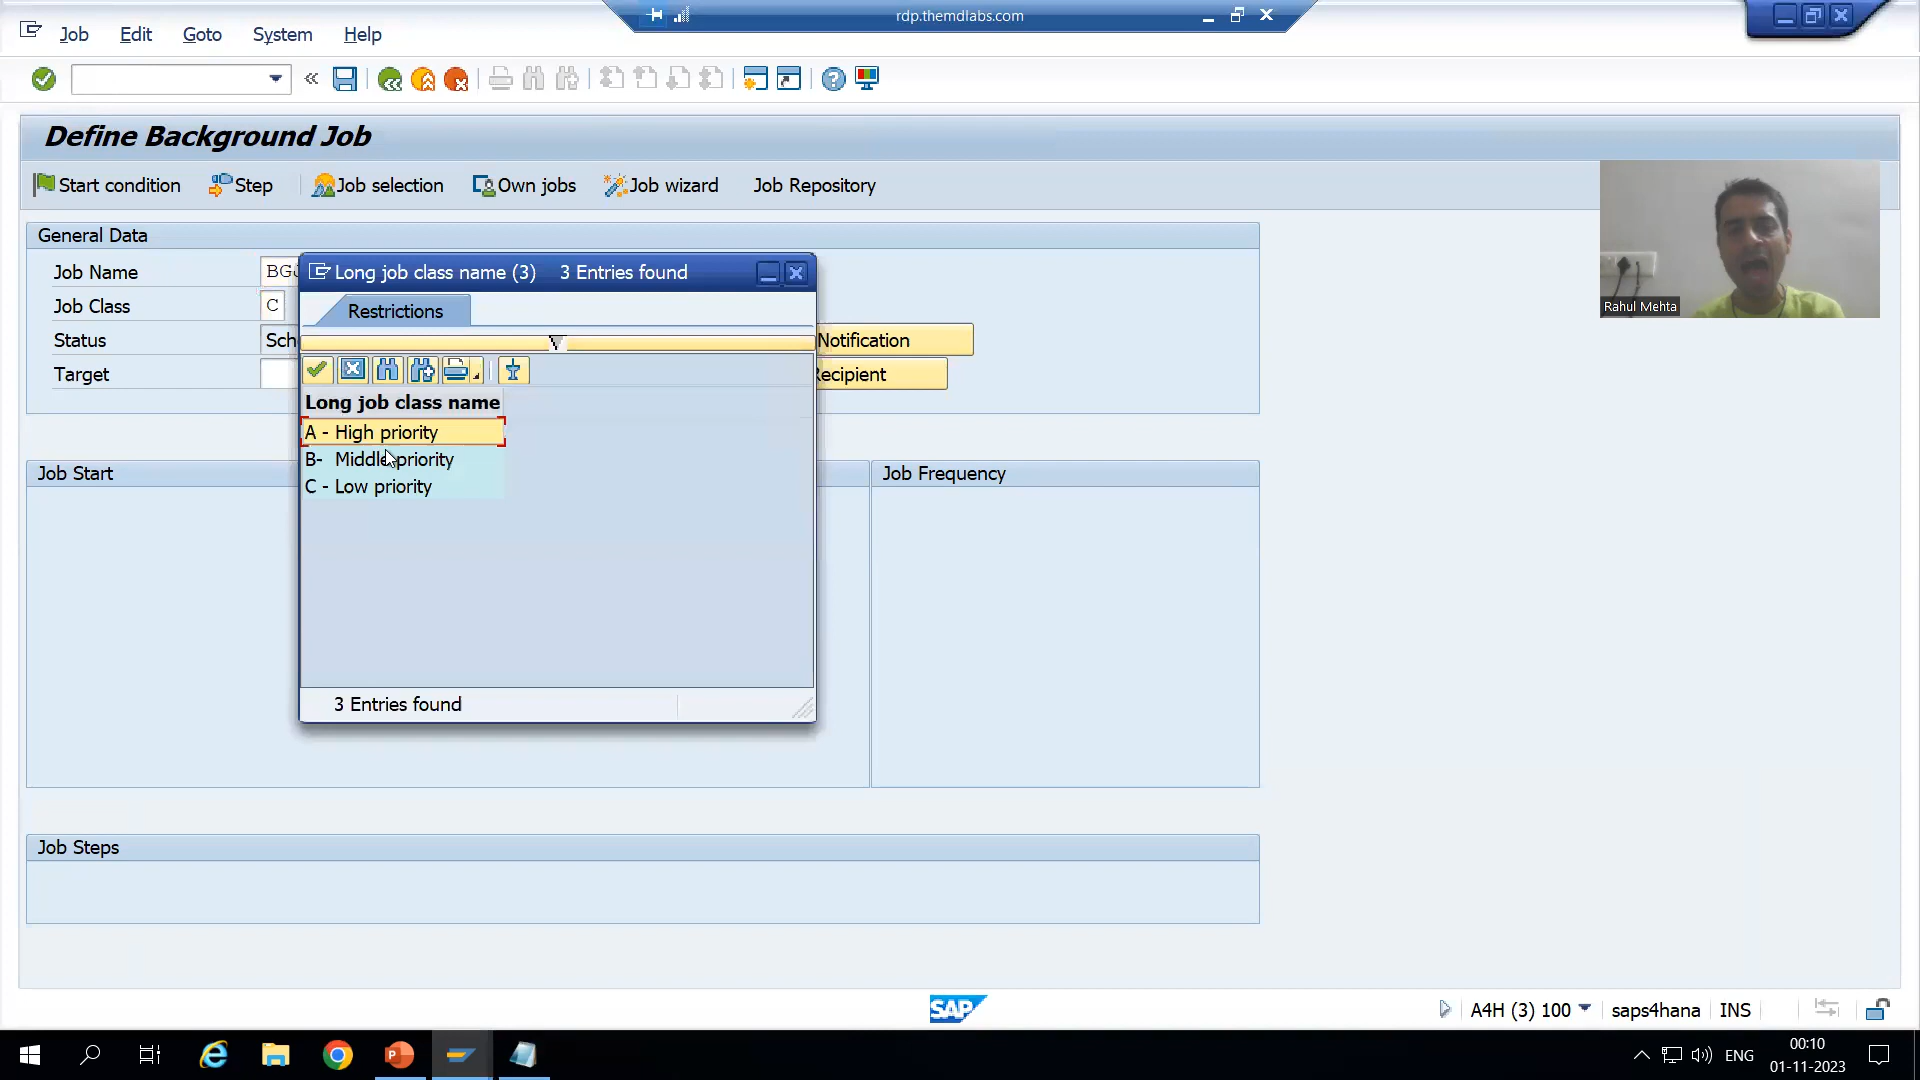 rdp.themdlabs.com
Job Edit Goto System Help
Define Background Job
Start condition Step Job selection Own jobs Job wizard Job Repository
General Data
Job Name BG
Job Class C
Status Sch
Target
Notification
Recipient
Long job class name (3) 3 Entries found
Restrictions
Long job class name
A - High priority
B- Middle priority
C - Low priority
3 Entries found
Job Start
Job Frequency
Job Steps
Rahul Mehta
SAP
A4H (3) 100 saps4hana INS
ENG
00:10
01-11-2023